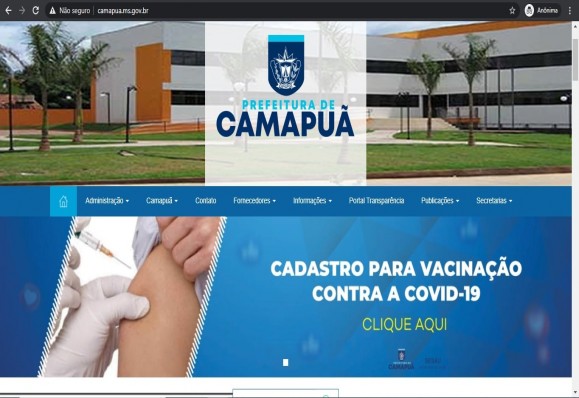 Não seguro
camapua.ms.gov.br
Anônima
PREFEITURA DE
CAMAPUÃ
Administração
Camapuã
Contato
Fornecedores
Informações
Portal Transparência
Publicações
Secretarias
CADASTRO PARA VACINAÇÃO
CONTRA A COVID-19
CLIQUE AQUI
CAMAPUÃ